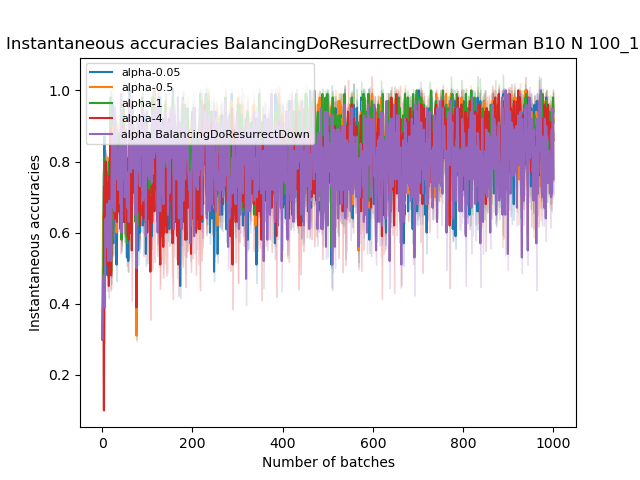 Instantaneous accuracies BalancingDoResurrectDown German B10 N 100_1
alpha-0.05
alpha-0.5
alpha-1
alpha-4
alpha BalancingDoResurrectDown
Instantaneous accuracies
1.0
0.8
0.6
0.4
0.2
0 200 400 600 800 1000
Number of batches